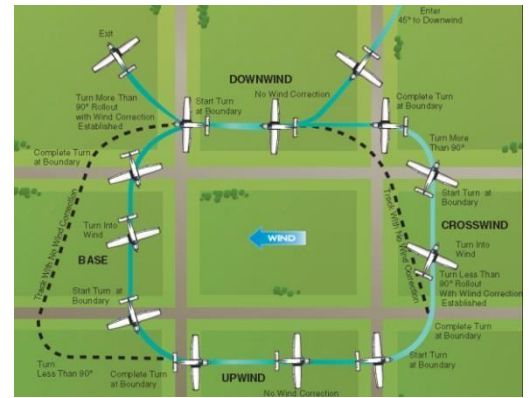 Enter
45° to Downwind
Exit
DOWNWIND
Start Turn
at Boundary
No Wind Correction
Complete Turn
at Boundary
Turn More Than
90° Rollout
with Wind Correction
Established
Turn More
Than 90°
Complete Turn
at Boundary
Start Turn at
Boundary
Track With No Wind Correction
Track With No Wind Correction
Turn Into
Wind
WIND
CROSSWIND
BASE
Turn Into
Wind
Turn Less Than
90° Rollout
With Wind Correction
Established
Start Turn at
Boundary
Complete Turn
at Boundary
Turn
Less Than 90°
Complete Turn
at Boundary
UPWIND
No Wind Correction
Start Turn
at Boundary